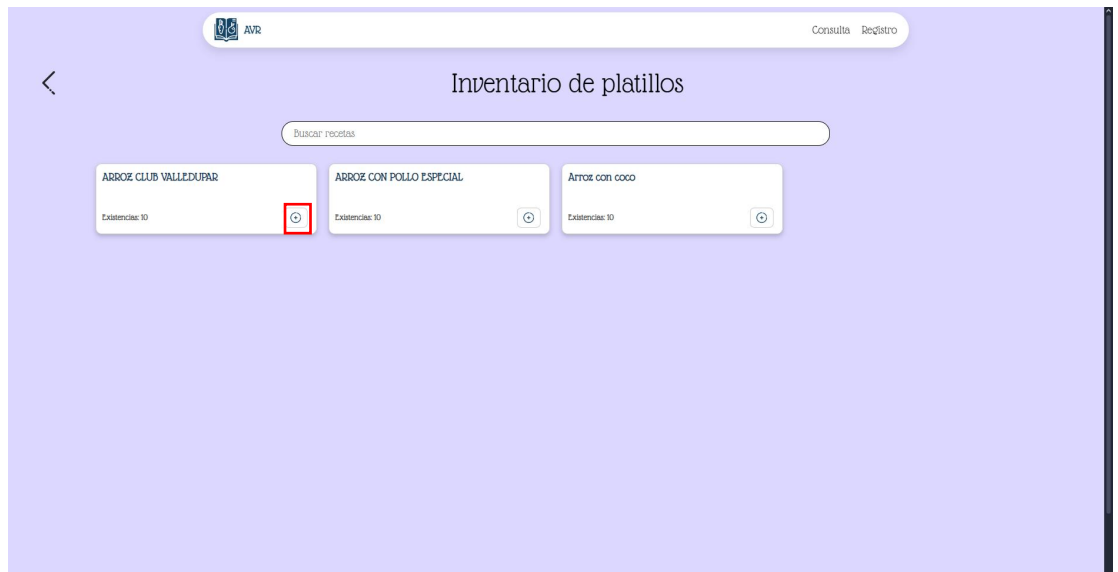 AVR
Consulta Registro
Inventario de platillos
Buscar recetas
ARROZ CLUB VALLEDUPAR
Existencias: 10
ARROZ CON POLLO ESPECIAL
Existencias: 10
Arroz con coco
Existencias: 10